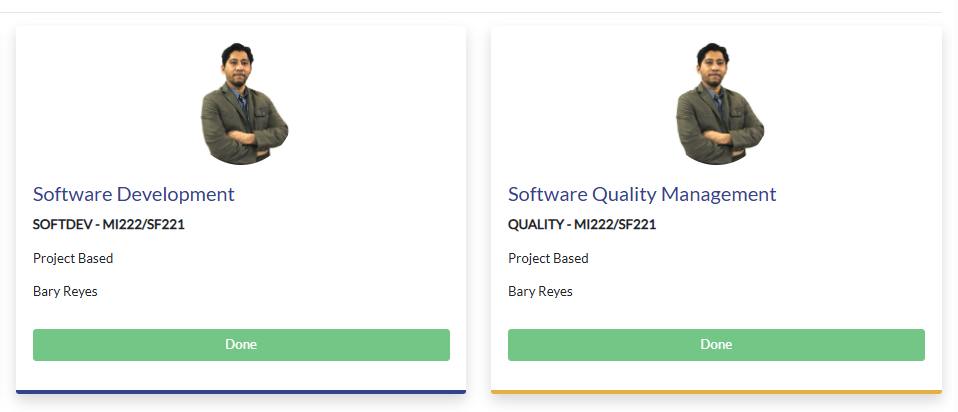 Software Development
SOFTDEV - MI222/SF221
Project Based
Bary Reyes
Done
Software Quality Management
QUALITY - MI222/SF221
Project Based
Bary Reyes
Done